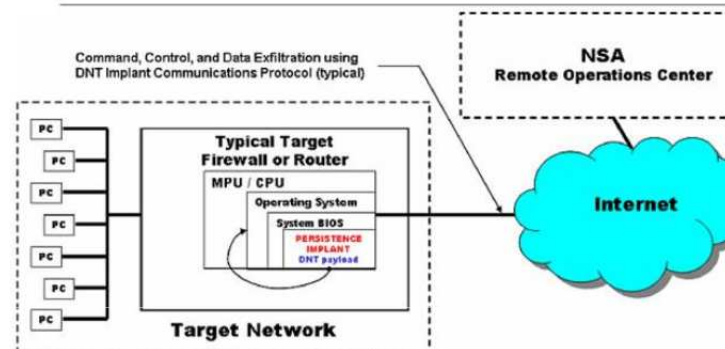 Command, Control, and Data Exfiltration using
DNT Implant Communications Protocol (typical)
NSA
Remote Operations Center
PC
PC
PC
PC
PC
PC
PC
Typical Target
Firewall or Router
MPU / CPU
Operating System
System BIOS
PERSISTENCE
IMPLANT
DNT payload
Internet
Target Network